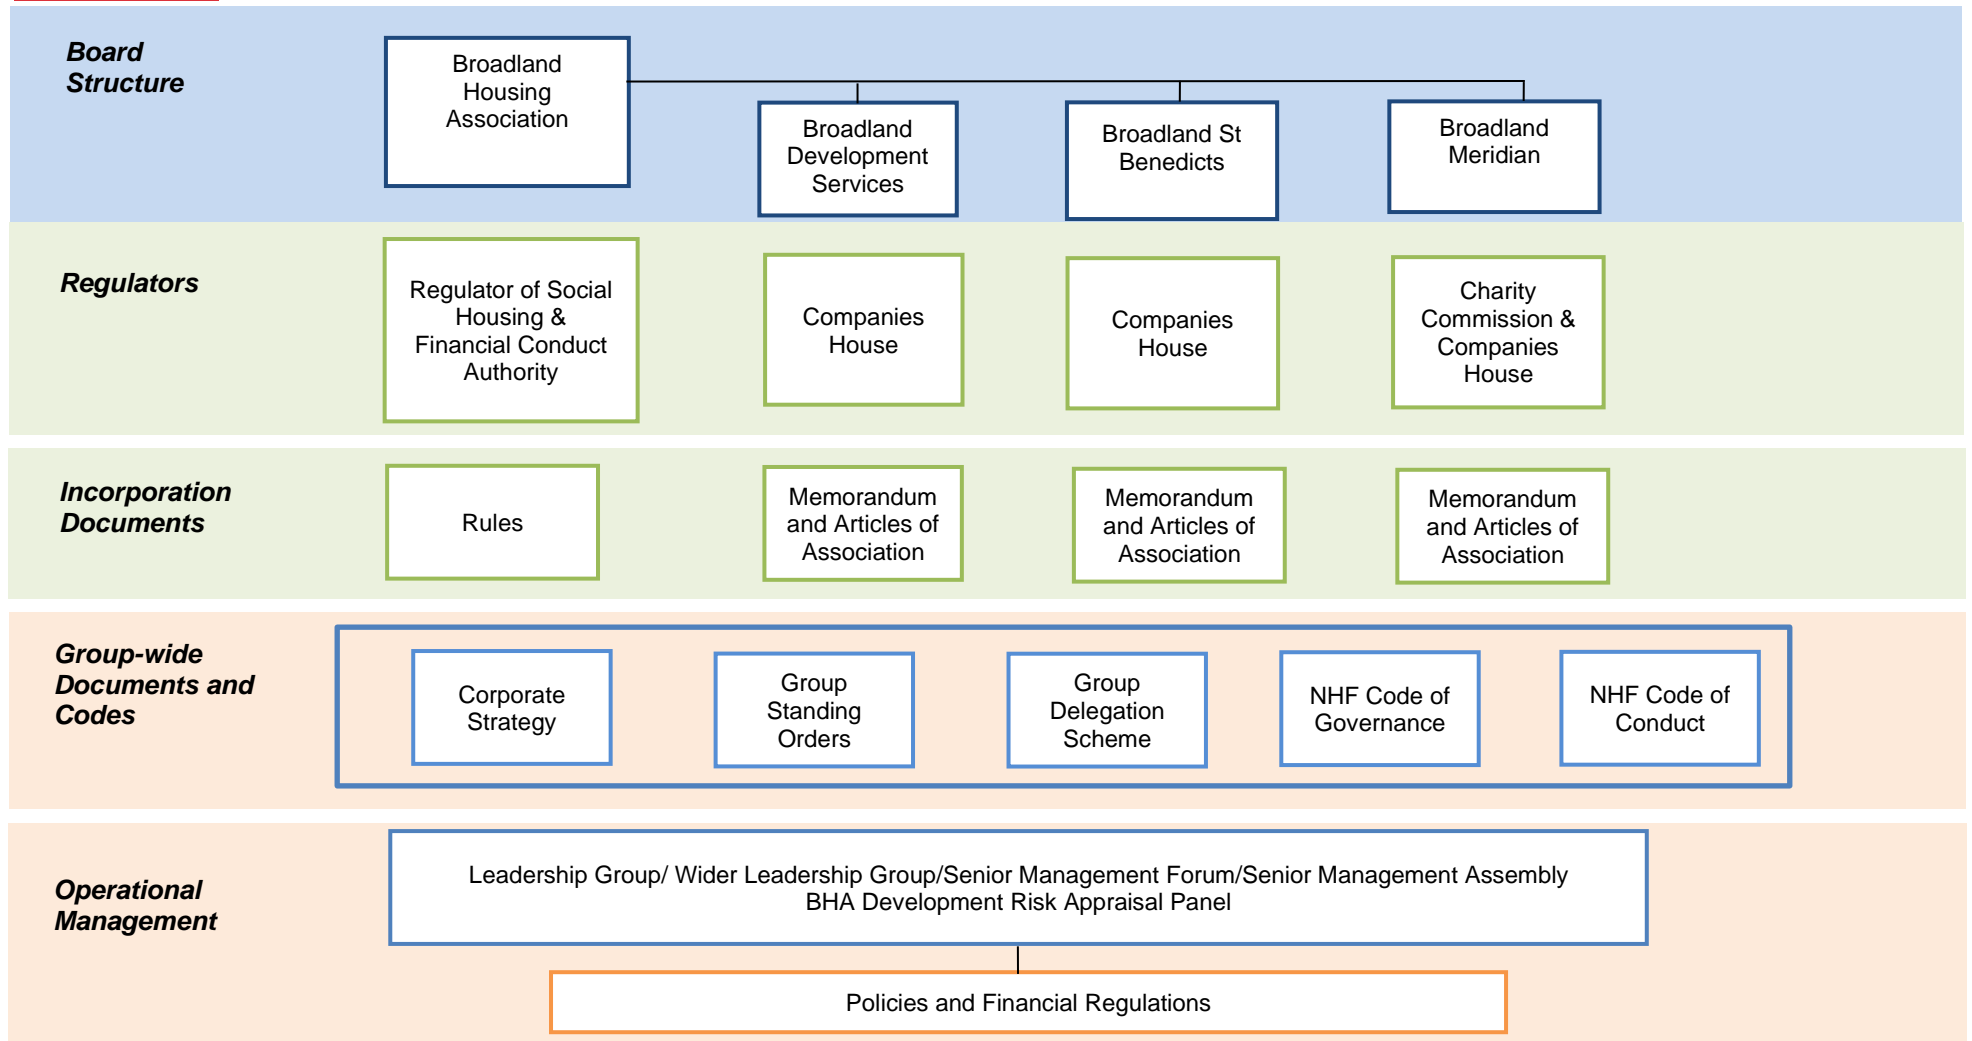 Board
Structure
Broadland
Housing
Association
Broadland
Development
Services
Broadland St
Benedicts
Broadland
Meridian
Regulators
Regulator of Social
Housing &
Financial Conduct
Authority
Companies
House
Companies
House
Charity
Commission &
Companies
House
Incorporation
Documents
Rules
Memorandum
and Articles of
Association
Memorandum
and Articles of
Association
Memorandum
and Articles of
Association
Group-wide
Documents and
Codes
Corporate
Strategy
Group
Standing
Orders
Group
Delegation
Scheme
NHF Code of
Governance
NHF Code of
Conduct
Operational
Management
Leadership Group/ Wider Leadership Group/Senior Management Forum/Senior Management Assembly
BHA Development Risk Appraisal Panel
Policies and Financial Regulations